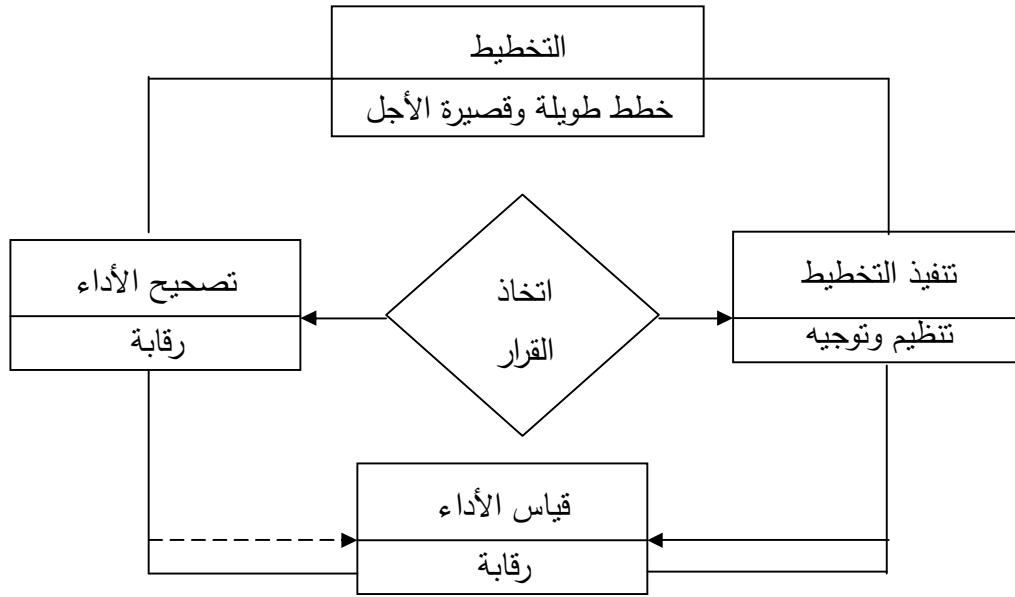 التخطيط
خطط طويلة وقصيرة الأجل
تنفيذ التخطيط
تنظيم وتوجيه
اتخاذ
القرار
تصحيح الأداء
رقابة
قياس الأداء
رقابة